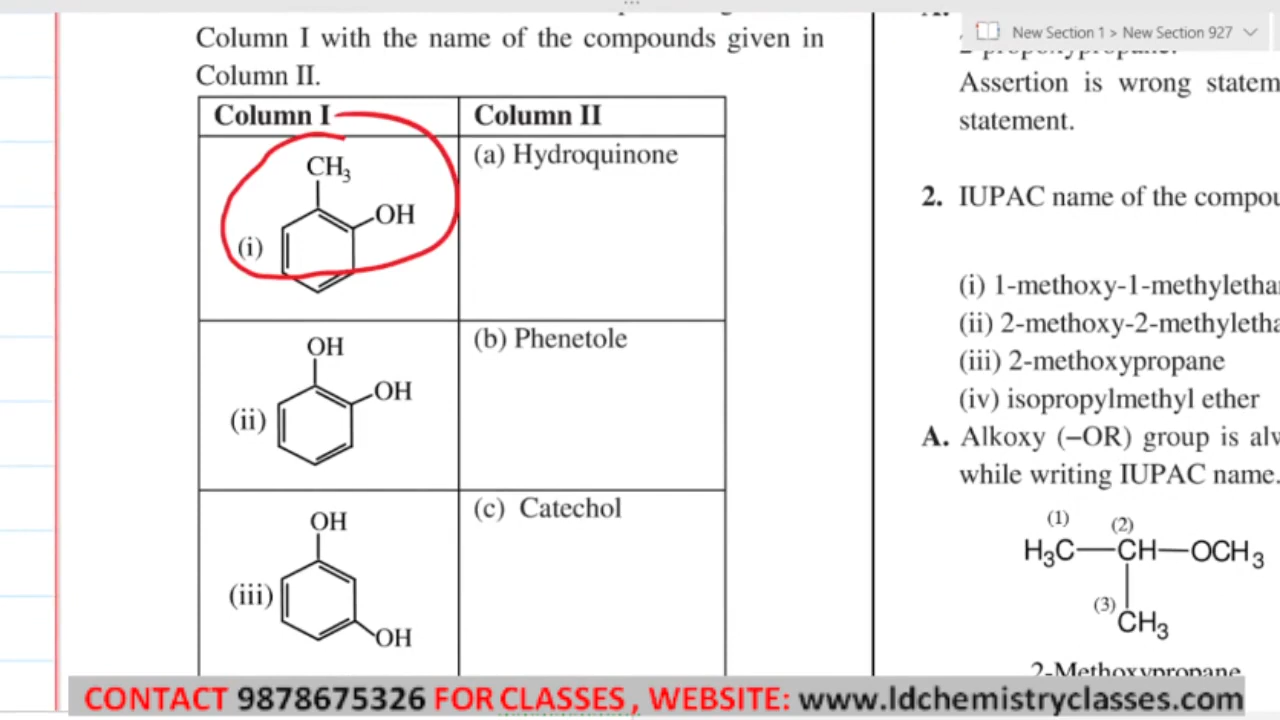 New Section 1 > New Section 927
Column I with the name of the compounds given in
Column II.
Column I
Column II
(i)
CH3
OH
(a) Hydroquinone
(ii)
OH
OH
(b) Phenetole
(iii)
OH
OH
(c) Catechol
2-propoxypropane.
Assertion is wrong statem
statement.
2. IUPAC name of the compou
(i) 1-methoxy-1-methylethan
(ii) 2-methoxy-2-methyletha
(iii) 2-methoxypropane
(iv) isopropylmethyl ether
A. Alkoxy (–OR) group is alw
while writing IUPAC name.
(1) (2)
H3C—CH—OCH3
(3) CH3
2-Methoxypropane
CONTACT 9878675326 FOR CLASSES , WEBSITE: www.ldchemistryclasses.com